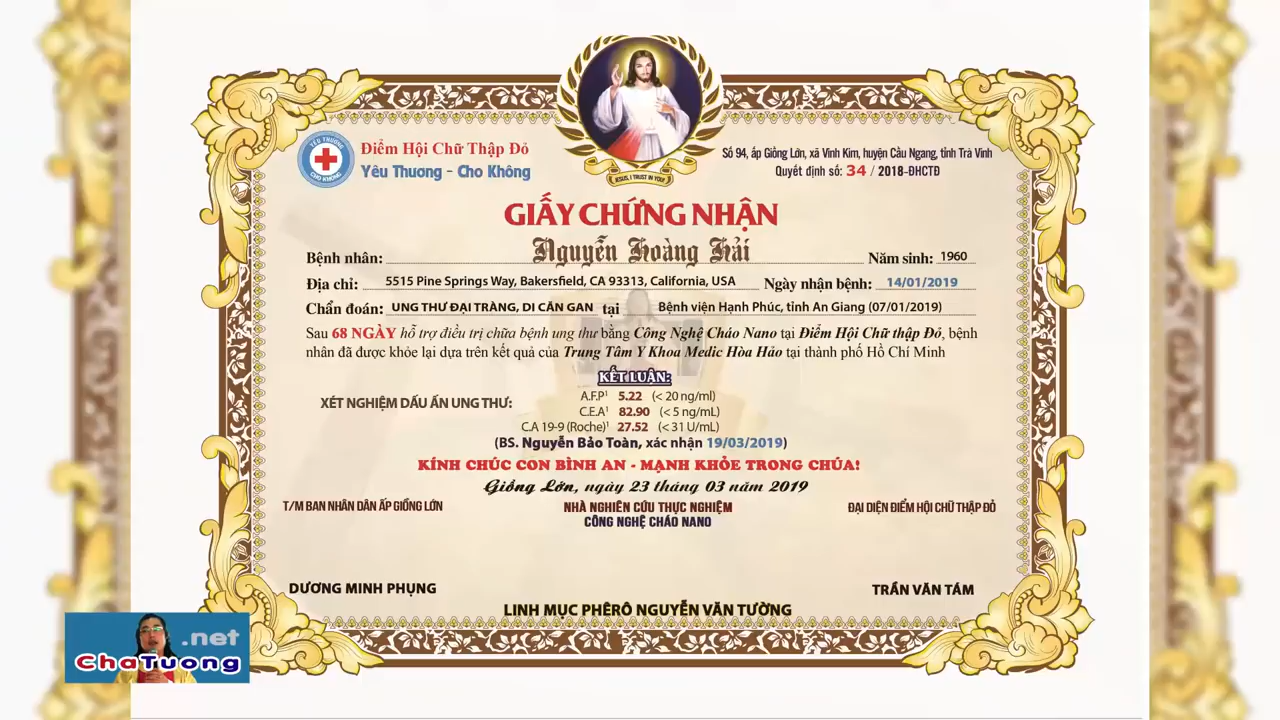 JESUS, I TRUST IN YOU!
YÊU THƯƠNG
CHO KHÔNG
Điểm Hội Chữ Thập Đỏ
Yêu Thương - Cho Không
Số 94, ấp Giồng Lớn, xã Vinh Kim, huyện Cầu Ngang, tỉnh Trà Vinh
Quyết định số: 34 / 2018-ĐHCTĐ
GIẤY CHỨNG NHẬN
Bệnh nhân: Nguyễn Hoàng Hải Năm sinh: 1960
Địa chỉ: 5515 Pine Springs Way, Bakersfield, CA 93313, California, USA Ngày nhận bệnh: 14/01/2019
Chẩn đoán: UNG THƯ ĐẠI TRÀNG, DI CĂN GAN tại Bệnh viện Hạnh Phúc, tỉnh An Giang (07/01/2019)
Sau 68 NGÀY hỗ trợ điều trị chữa bệnh ung thư bằng Công Nghệ Cháo Nano tại Điểm Hội Chữ thập Đỏ, bệnh
nhân đã được khỏe lại dựa trên kết quả của Trung Tâm Y Khoa Medic Hòa Hảo tại thành phố Hồ Chí Minh
KẾT LUẬN:
XÉT NGHIỆM DẤU ẤN UNG THƯ:
A.F.P¹ 5.22 (< 20 ng/ml)
C.E.A¹ 82.90 (< 5 ng/mL)
C.A 19-9 (Roche)¹ 27.52 (< 31 U/mL)
(BS. Nguyễn Bảo Toàn, xác nhận 19/03/2019)
KÍNH CHÚC CON BÌNH AN - MẠNH KHỎE TRONG CHÚA!
Giồng Lớn, ngày 23 tháng 03 năm 2019
T/M BAN NHÂN DÂN ẤP GIỒNG LỚN
NHÀ NGHIÊN CỨU THỰC NGHIỆM
CÔNG NGHỆ CHÁO NANO
ĐẠI DIỆN ĐIỂM HỘI CHỮ THẬP ĐỎ
DƯƠNG MINH PHỤNG
TRẦN VĂN TÁM
LINH MỤC PHÊRÔ NGUYỄN VĂN TƯỜNG
.net
ChaTuong